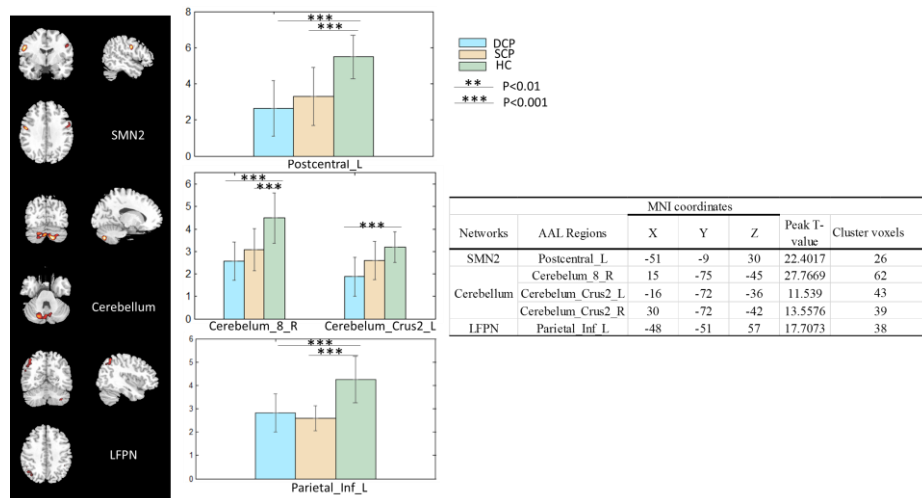 SMN2
Cerebellum
LFPN
***
***
8
6
4
2
0
Postcentral_L
***
***
***
6
5
4
3
2
1
0
Cerebelum_8_R
Cerebelum_Crus2_L
***
***
6
5
4
3
2
1
0
Parietal_Inf_L
DCP
SCP
HC
** P<0.01
*** P<0.001
MNI coordinates
Networks AAL Regions X Y Z Peak T-value Cluster voxels
SMN2 Postcentral_L -51 -9 30 22.4017 26
Cerebellum Cerebelum_8_R 15 -75 -45 27.7669 62
Cerebelum_Crus2_L -16 -72 -36 11.539 43
Cerebelum_Crus2_R 30 -72 -42 13.5576 39
LFPN Parietal_Inf_L -48 -51 57 17.7073 38